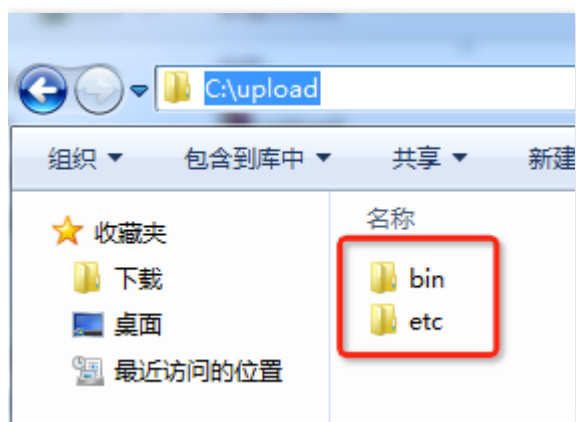 C:\upload
组织 包含到库中 共享 新建
收藏夹
下载
桌面
最近访问的位置
名称
bin
etc